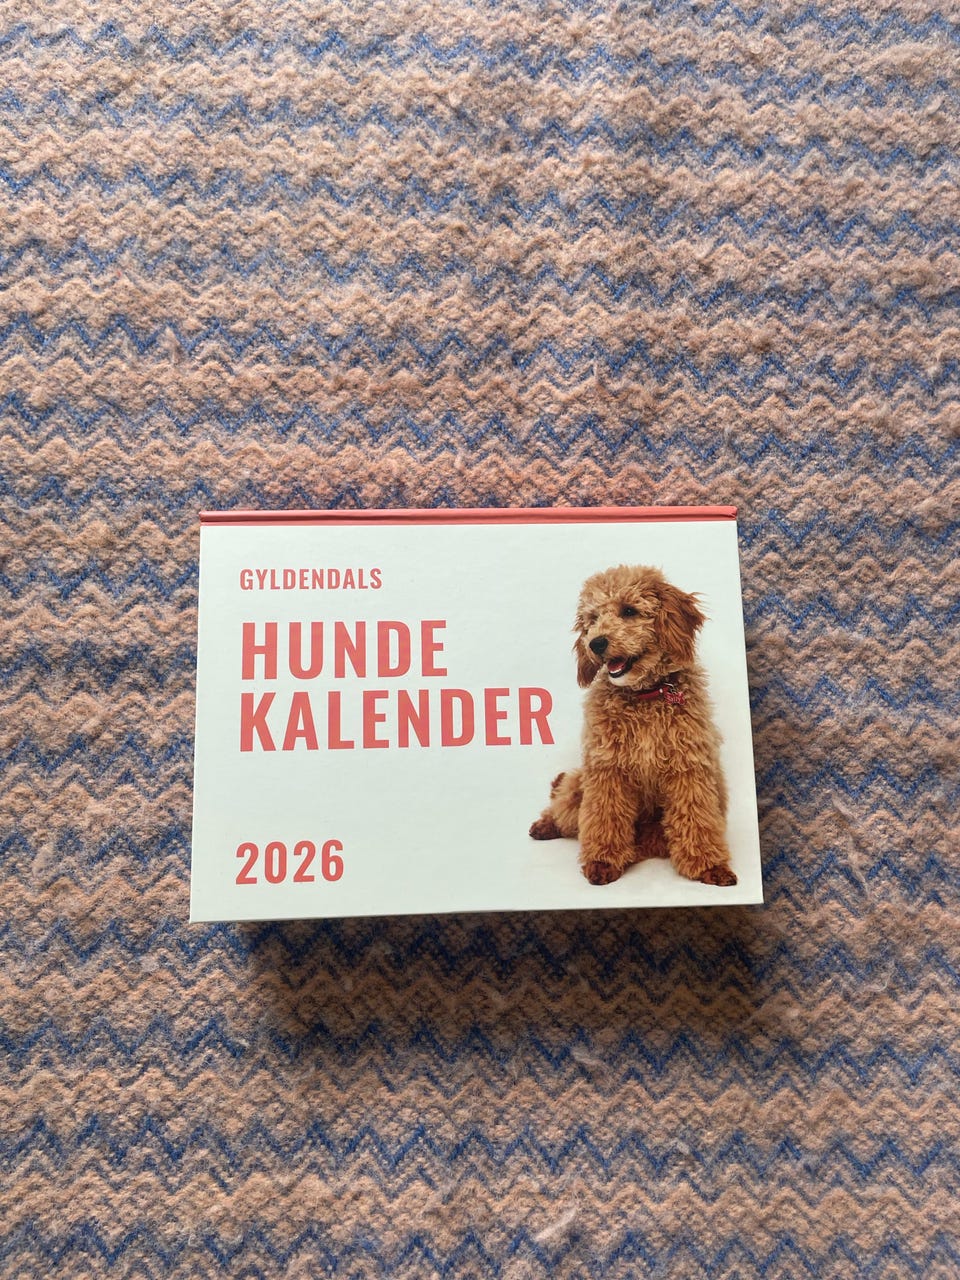 GYLDENDALS
HUNDE
KALENDER
2026